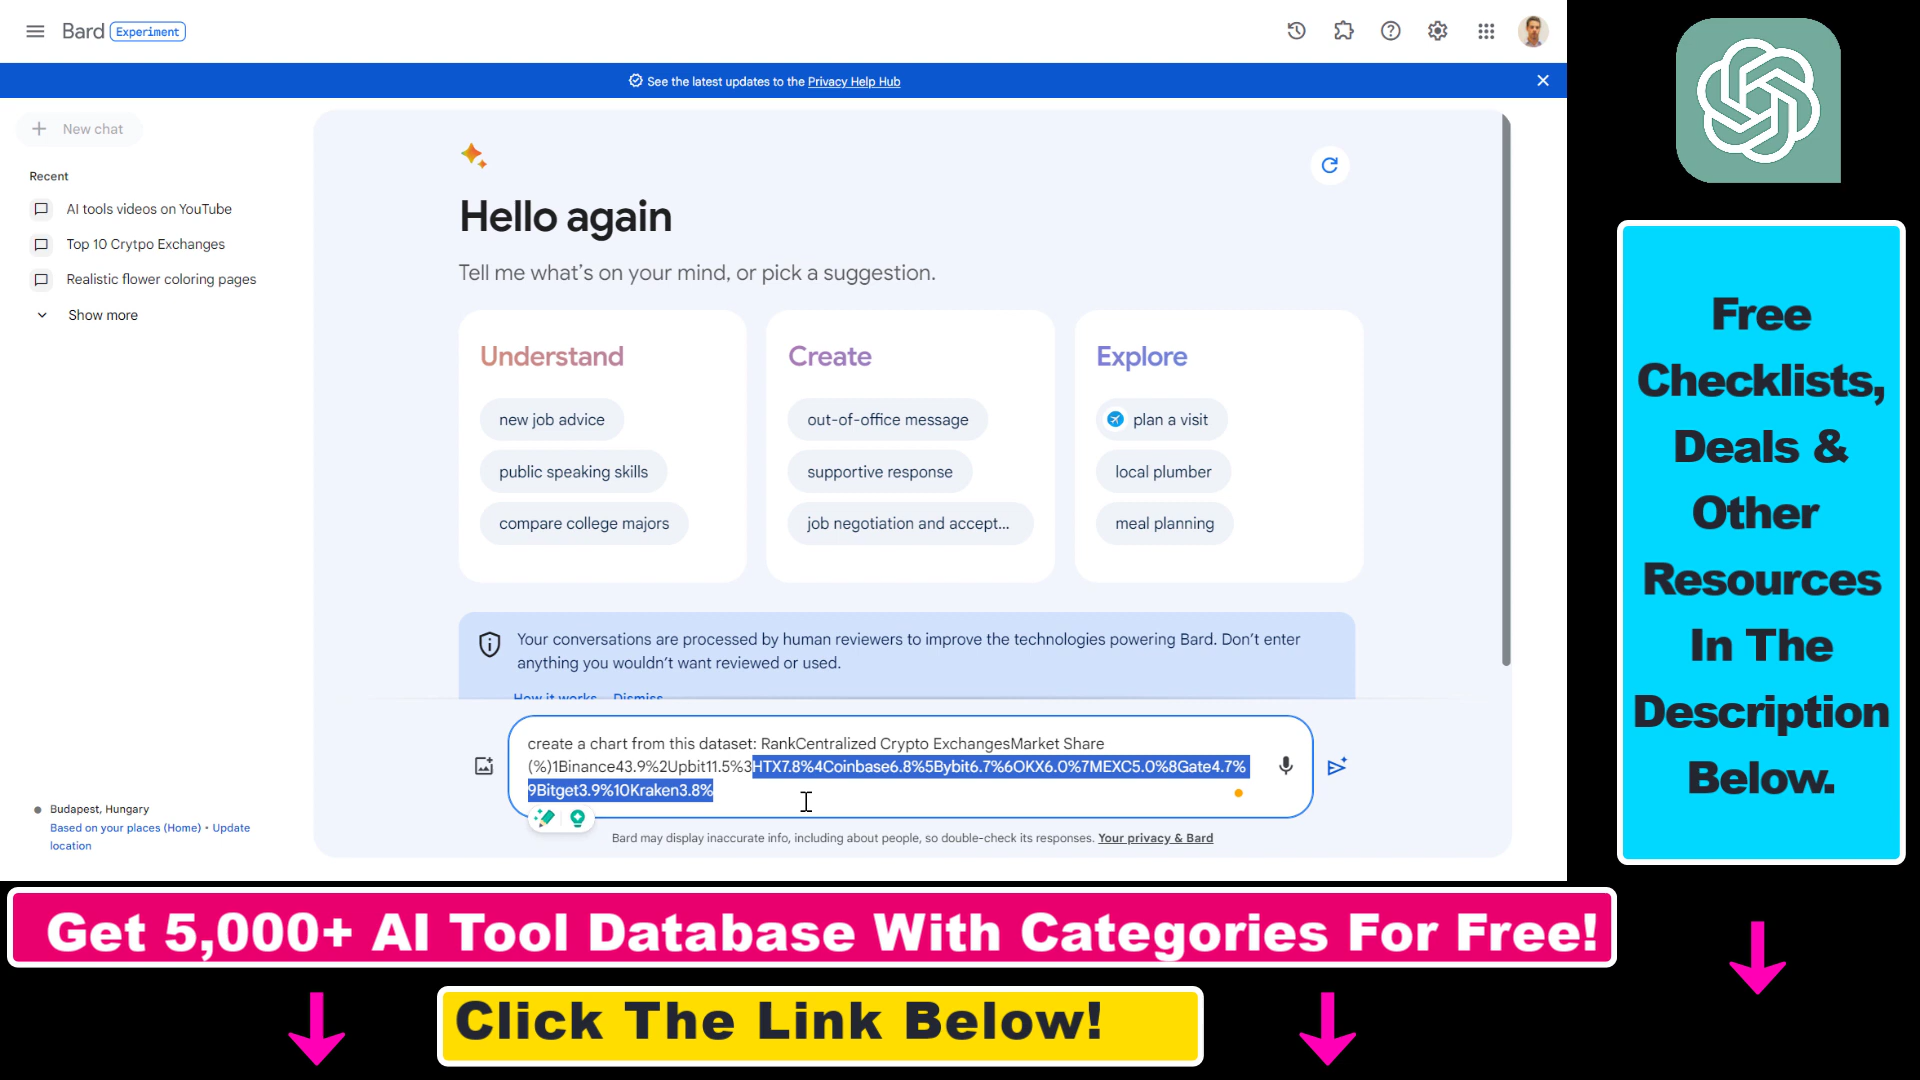 Bard Experiment
See the latest updates to the Privacy Help Hub
New chat
Recent
AI tools videos on YouTube
Top 10 Crytpo Exchanges
Realistic flower coloring pages
Show more
Hello again
Tell me what's on your mind, or pick a suggestion.
Understand
new job advice
public speaking skills
compare college majors
Create
out-of-office message
supportive response
job negotiation and accept...
Explore
plan a visit
local plumber
meal planning
Your conversations are processed by human reviewers to improve the technologies powering Bard. Don't enter
anything you wouldn't want reviewed or used.
How it works Dismiss
create a chart from this dataset: RankCentralized Crypto ExchangesMarket Share
(%)1Binance43.9%2Upbit11.5%3HTX7.8%4Coinbase6.8%5Bybit6.7%6OKX6.0%7MEXC5.0%8Gate4.7%
9Bitget3.9%10Kraken3.8%
Bard may display inaccurate info, including about people, so double-check its responses. Your privacy & Bard
Budapest, Hungary
Based on your places (Home) • Update
location
Free
Checklists,
Deals &
Other
Resources
In The
Description
Below.
Get 5,000+ AI Tool Database With Categories For Free!
Click The Link Below!